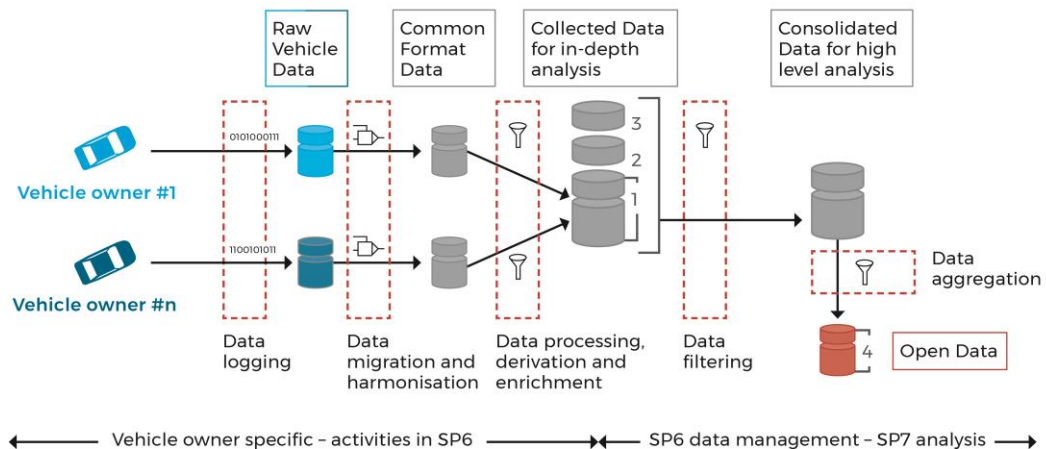 Raw
Vehicle
Data
Common
Format
Data
Collected Data
for in-depth
analysis
Consolidated
Data for high
level analysis
0101000111
3
2
1
Vehicle owner #1
1100101011
Vehicle owner #n
Data
aggregation
4
Open Data
Data
logging
Data
migration and
harmonisation
Data processing,
derivation and
enrichment
Data
filtering
Vehicle owner specific – activities in SP6
SP6 data management – SP7 analysis